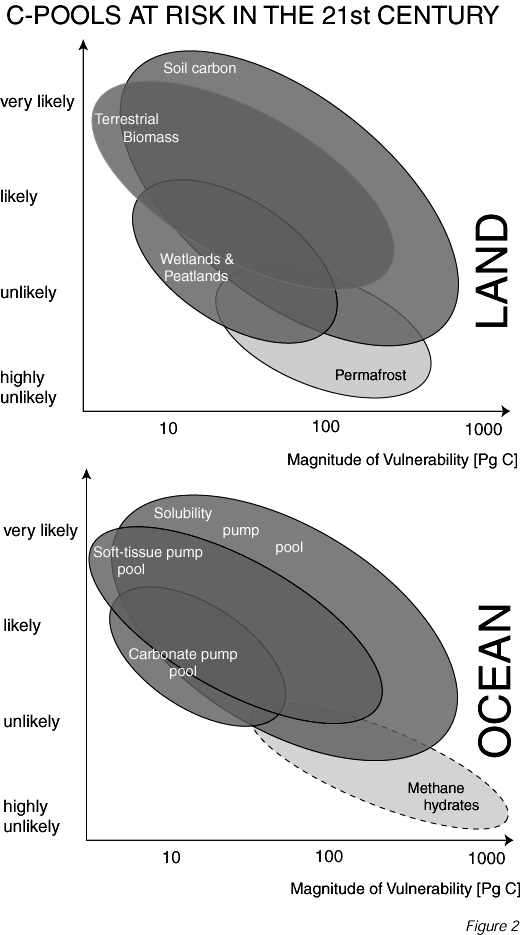 C-POOLS AT RISK IN THE 21st CENTURY
very likely
likely
unlikely
highly
unlikely
Soil carbon
Terrestrial
Biomass
Wetlands &
Peatlands
Permafrost
LAND
10
100
1000
Magnitude of Vulnerability [Pg C]
very likely
likely
unlikely
highly
unlikely
Solubility
pump
pool
Soft-tissue pump
pool
Carbonate pump
pool
Methane
hydrates
OCEAN
10
100
1000
Magnitude of Vulnerability [Pg C]
Figure 2